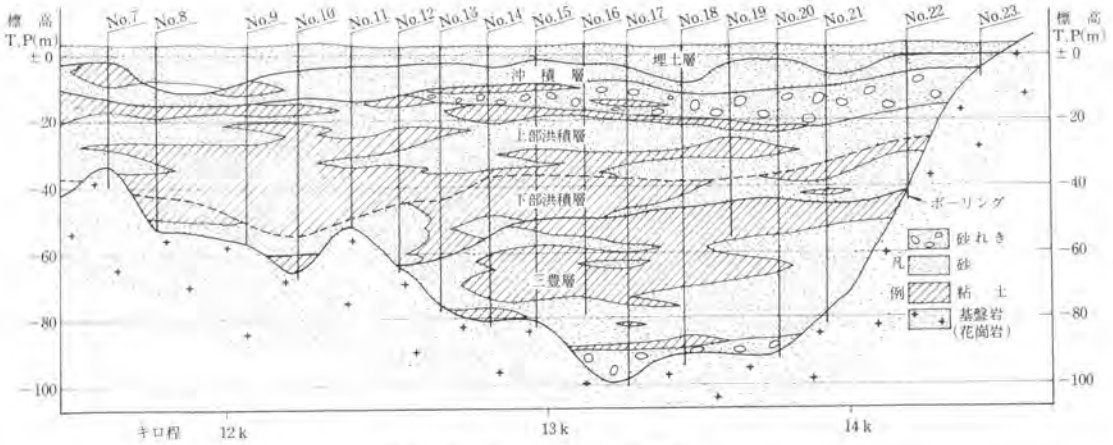 標高
T.P(m)
No.7 No.8 No.9 No.10 No.11 No.12 No.13 No.14 No.15 No.16 No.17 No.18 No.19 No.20 No.21 No.22 No.23
標高
T.P(m)
±0
-20
-40
-60
-80
-100
埋土層
沖積層
上部洪積層
下部洪積層
三豊層
±0
-20
-40
-60
-80
-100
ボーリング
凡例
砂れき
砂
粘土
基盤岩
(花崗岩)
キロ程 12k 13k 14k